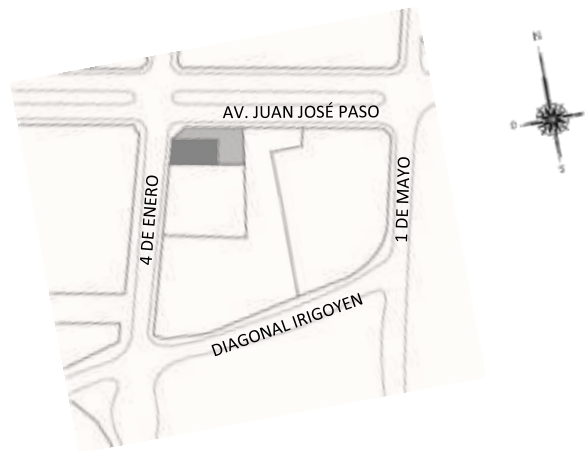 N
AV. JUAN JOSÉ PASO
4 DE ENERO
1 DE MAYO
S
DIAGONAL IRIGOYEN